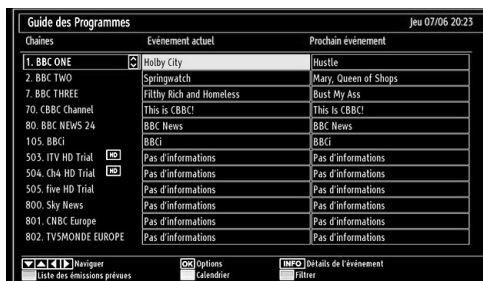 Guide des Programmes Jeu 07/06 20:23
Chaines Evénement actuel Prochain événement
1. BBC ONE Holby City Hustle
2. BBC TWO Springwatch Mary, Queen of Shops
7. BBC THREE Filthy Rich and Homeless Bust My Ass
70. CBBC Channel This is CBBC! This Is CBBC!
80. BBC NEWS 24 BBC News BBC News
105. BBCi BBCi BBCi
503. ITV HD Trial HD Pas d'informations Pas d'informations
504. Ch4 HD Trial HD Pas d'informations Pas d'informations
505. five HD Trial Pas d'informations Pas d'informations
800. Sky News Pas d'informations Pas d'informations
801. CNBC Europe Pas d'informations Pas d'informations
802. TV5MONDE EUROPE Pas d'informations Pas d'informations
Naviguer OK Options INFO Détails de l'événement
Liste des émissions prévues Calendrier Filtrer